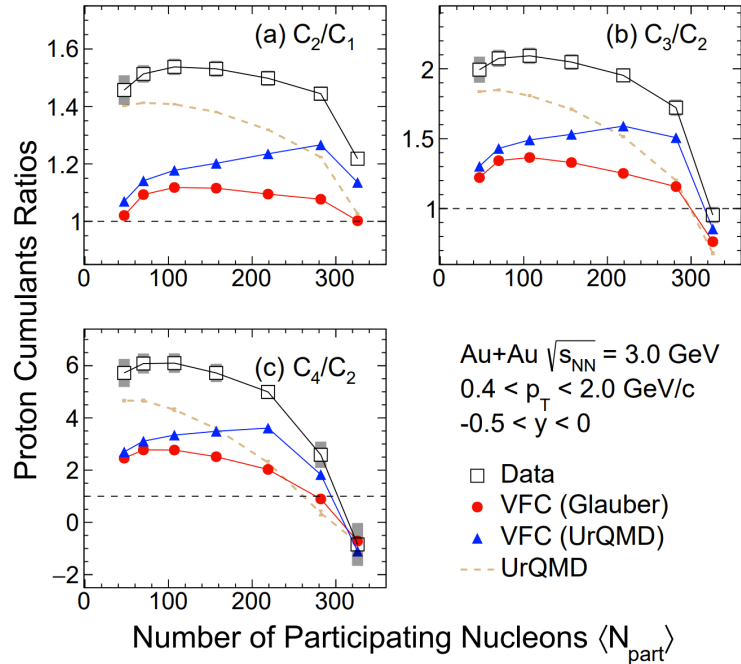 Proton Cumulants Ratios
(a) C₂/C₁
1.6
1.4
1.2
1
0 100 200 300
(b) C₃/C₂
2
1.5
1
0 100 200 300
(c) C₄/C₂
6
4
2
0
−2
0 100 200 300
Au+Au √s_NN = 3.0 GeV
0.4 < p_T < 2.0 GeV/c
-0.5 < y < 0
Data
VFC (Glauber)
VFC (UrQMD)
UrQMD
Number of Participating Nucleons ⟨N_part⟩